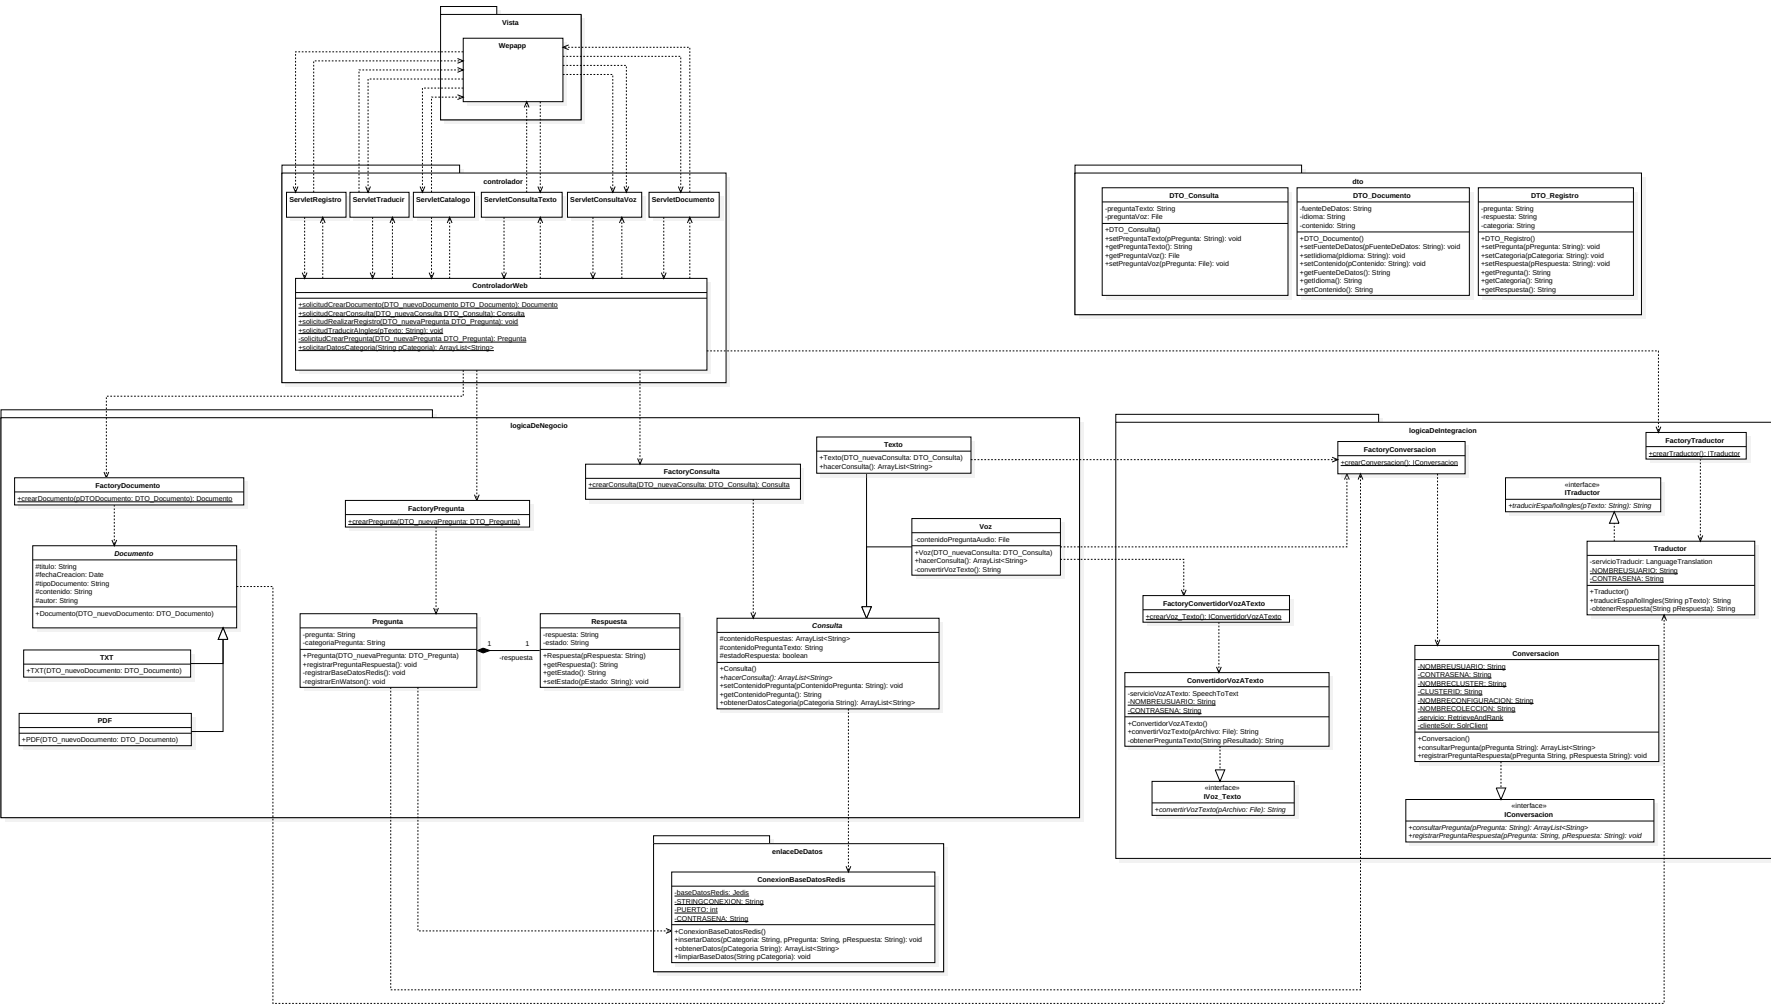 Vista
Wepapp
controlador
ServletRegistro
ServletTraducir
ServletCatalogo
ServletConsultaTexto
ServletConsultaVoz
ServletDocumento
ControladorWeb
+solicitudCrearDocumento(DTO_nuevoDocumento DTO_Documento): Documento
+solicitudCrearConsulta(DTO_nuevaConsulta DTO_Consulta): Consulta
+solicitudRealizarRegistro(DTO_nuevaPregunta DTO_Pregunta): void
+solicitudTraducirAIngles(pTexto: String): void
-solicitudCrearPregunta(DTO_nuevaPregunta DTO_Pregunta): Pregunta
+solicitarDatosCategoria(String pCategoria): ArrayList<String>
dto
DTO_Consulta
-preguntaTexto: String
-preguntaVoz: File
+DTO_Consulta()
+setPreguntaTexto(pPregunta: String): void
+getPreguntaTexto(): String
+getPreguntaVoz(): File
+setPreguntaVoz(pPregunta: File): void
DTO_Documento
-fuenteDeDatos: String
-idioma: String
-contenido: String
+DTO_Documento()
+setFuenteDeDatos(pFuenteDeDatos: String): void
+setIidioma(pIdioma: String): void
+setContenido(pContenido: String): void
+getFuenteDeDatos(): String
+getIdioma(): String
+getContenido(): String
DTO_Registro
-pregunta: String
-respuesta: String
-categoria: String
+DTO_Registro()
+setPregunta(pPregunta: String): void
+setCategoria(pCategoria: String): void
+setRespuesta(pRespuesta: String): void
+getPregunta(): String
+getCategoria(): String
+getRespuesta(): String
logicaDeNegocio
FactoryDocumento
+crearDocumento(pDTODocumento: DTO_Documento): Documento
Documento
#titulo: String
#fechaCreacion: Date
#tipoDocumento: String
#contenido: String
#autor: String
+Documento(DTO_nuevoDocumento: DTO_Documento)
TXT
+TXT(DTO_nuevoDocumento: DTO_Documento)
PDF
+PDF(DTO_nuevoDocumento: DTO_Documento)
FactoryPregunta
+crearPregunta(DTO_nuevaPregunta: DTO_Pregunta)
Pregunta
-pregunta: String
-categoriaPregunta: String
+Pregunta(DTO_nuevaPregunta: DTO_Pregunta)
+registrarPreguntaRespuesta(): void
-registrarBaseDatosRedis(): void
-registrarEnWatson(): void
1
1
-respuesta
Respuesta
-respuesta: String
-estado: String
+Respuesta(pRespuesta: String)
+getRespuesta(): String
+getEstado(): String
+setEstado(pEstado: String): void
FactoryConsulta
+crearConsulta(DTO_nuevaConsulta: DTO_Consulta): Consulta
Texto
+Texto(DTO_nuevaConsulta: DTO_Consulta)
+hacerConsulta(): ArrayList<String>
Voz
-contenidoPreguntaAudio: File
+Voz(DTO_nuevaConsulta: DTO_Consulta)
+hacerConsulta(): ArrayList<String>
-convertirVozTexto(): String
Consulta
#contenidoRespuestas: ArrayList<String>
#contenidoPreguntaTexto: String
#estadoRespuesta: boolean
+Consulta()
+hacerConsulta(): ArrayList<String>
+setContenidoPregunta(pContenidoPregunta: String): void
+getContenidoPregunta(): String
+obtenerDatosCategoria(pCategoria String): ArrayList<String>
logicaDeIntegracion
FactoryConversacion
+crearConversacion(): IConversacion
FactoryTraductor
+crearTraductor(): ITraductor
«interface»
ITraductor
+traducirEspañolIngles(pTexto: String): String
Traductor
-servicioTraducir: LanguageTranslation
-NOMBREUSUARIO: String
-CONTRASENA: String
+Traductor()
+traducirEspañolIngles(String pTexto): String
-obtenerRespuesta(String pRespuesta): String
FactoryConvertidorVozATexto
+crearVoz_Texto(): IConvertidorVozATexto
ConvertidorVozATexto
-servicioVozATexto: SpeechToText
-NOMBREUSUARIO: String
-CONTRASENA: String
+ConvertidorVozATexto()
+convertirVozTexto(pArchivo: File): String
-obtenerPreguntaTexto(String pResultado): String
«interface»
IVoz_Texto
+convertirVozTexto(pArchivo: File): String
Conversacion
-NOMBREUSUARIO: String
-CONTRASENA: String
-NOMBRECLUSTER: String
-CLUSTERID: String
-NOMBRECONFIGURACION: String
-NOMBRECOLECCION: String
-servicio: RetrieveAndRank
-clienteSolr: SolrClient
+Conversacion()
+consultarPregunta(pPregunta String): ArrayList<String>
+registrarPreguntaRespuesta(pPregunta String, pRespuesta String): void
«interface»
IConversacion
+consultarPregunta(pPregunta: String): ArrayList<String>
+registrarPreguntaRespuesta(pPregunta: String, pRespuesta: String): void
enlaceDeDatos
ConexionBaseDatosRedis
-baseDatosRedis: Jedis
-STRINGCONEXION: String
-PUERTO: int
-CONTRASENA: String
+ConexionBaseDatosRedis()
+insertarDatos(pCategoria: String, pPregunta: String, pRespuesta: String): void
+obtenerDatos(pCategoria String): ArrayList<String>
+limpiarBaseDatos(String pCategoria): void